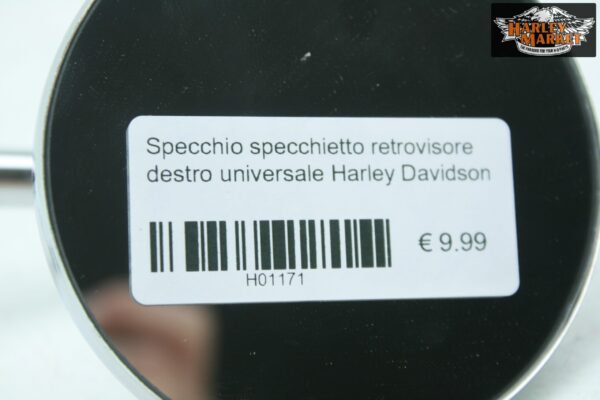 HARLEY
MARKET
Specchio specchietto retrovisore
destro universale Harley Davidson
€ 9.99
H01171